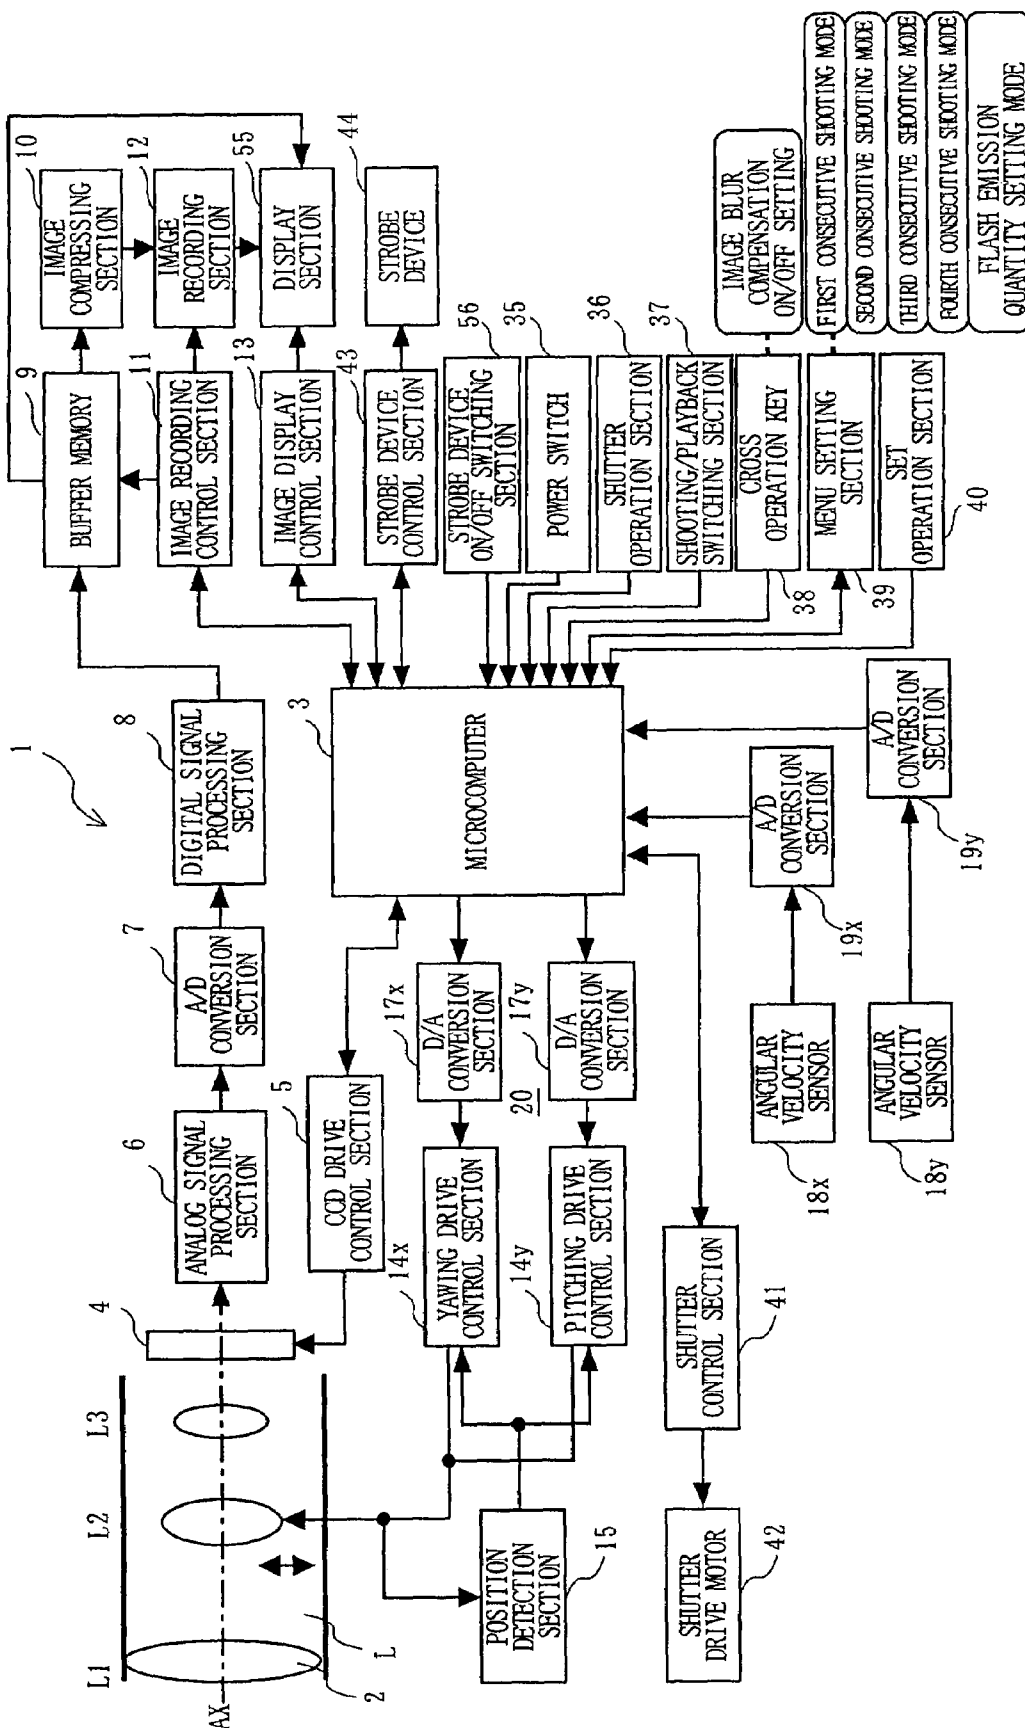 1
AX
L1
L2
L3
2
L
4
6
ANALOG SIGNAL
PROCESSING
SECTION
7
A/D
CONVERSION
SECTION
8
DIGITAL SIGNAL
PROCESSING
SECTION
9
BUFFER MEMORY
10
IMAGE
COMPRESSING
SECTION
11
IMAGE RECORDING
CONTROL SECTION
12
IMAGE
RECORDING
SECTION
13
IMAGE DISPLAY
CONTROL SECTION
55
DISPLAY
SECTION
43
STROBE DEVICE
CONTROL SECTION
44
STROBE
DEVICE
5
CCD DRIVE
CONTROL SECTION
3
MICROCOMPUTER
STROBE DEVICE
ON/OFF SWITCHING
SECTION
56
POWER SWITCH
35
SHUTTER
OPERATION SECTION
36
SHOOTING/PLAYBACK
SWITCHING SECTION
37
CROSS
OPERATION KEY
38
IMAGE BLUR
COMPENSATION
ON/OFF SETTING
MENU SETTING
SECTION
39
FIRST CONSECUTIVE SHOOTING MODE
SECOND CONSECUTIVE SHOOTING MODE
THIRD CONSECUTIVE SHOOTING MODE
FOURTH CONSECUTIVE SHOOTING MODE
FLASH EMISSION
QUANTITY SETTING MODE
SET
OPERATION SECTION
40
14x
YAWING DRIVE
CONTROL SECTION
17x
D/A
CONVERSION
SECTION
14y
PITCHING DRIVE
CONTROL SECTION
17y
D/A
CONVERSION
SECTION
20
POSITION
DETECTION
SECTION
15
SHUTTER
DRIVE MOTOR
42
SHUTTER
CONTROL SECTION
41
ANGULAR
VELOCITY
SENSOR
18x
A/D
CONVERSION
SECTION
19x
ANGULAR
VELOCITY
SENSOR
18y
A/D
CONVERSION
SECTION
19y